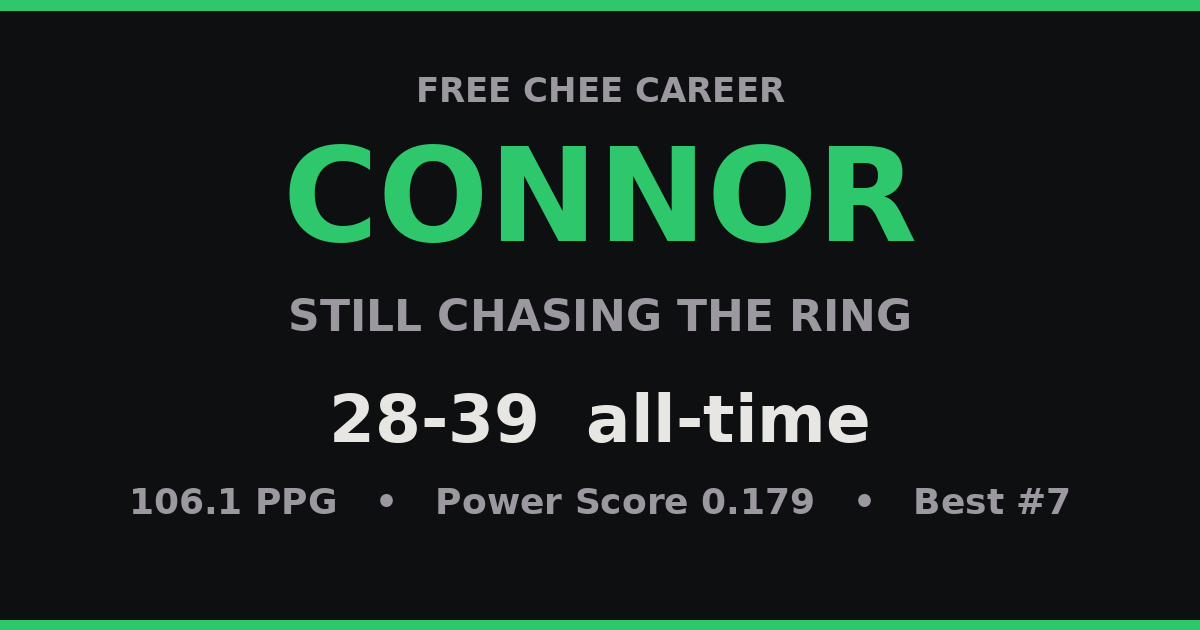 FREE CHEE CAREER
CONNOR
STILL CHASING THE RING
28-39 all-time
106.1 PPG • Power Score 0.179 • Best #7